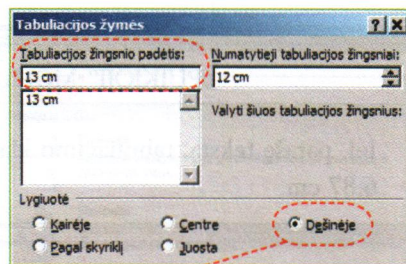 Tabuliacijos žymės
Tabuliacijos žingsnio padėtis:
Numatytieji tabuliacijos žingsniai:
13 cm
12 cm
13 cm
Valyti šiuos tabuliacijos žingsnius:
Lygiuotė
Kairėje Centre Dešinėje
Pagal skyriklį Juosta